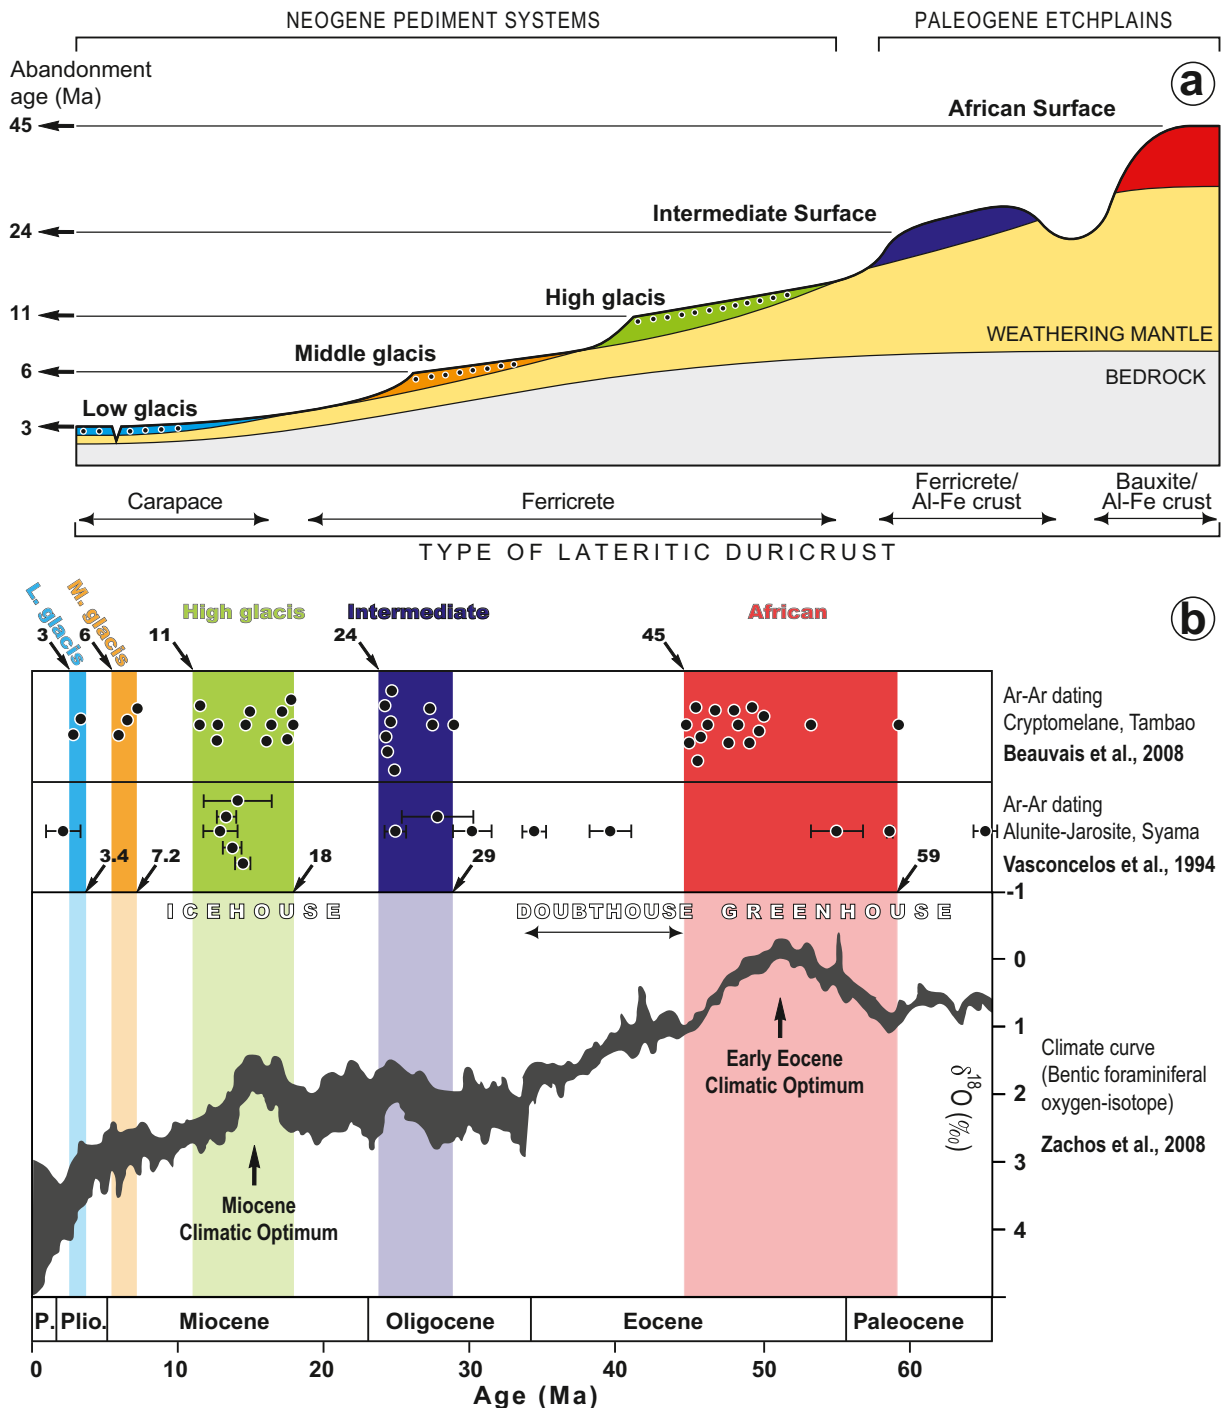 NEOGENE PEDIMENT SYSTEMS
PALEOGENE ETCHPLAINS
Abandonment
age (Ma)
a
African Surface
45
Intermediate Surface
24
High glacis
11
WEATHERING MANTLE
Middle glacis
6
BEDROCK
Low glacis
3
Carapace
Ferricrete
Ferricrete/
Al-Fe crust
Bauxite/
Al-Fe crust
TYPE OF LATERITIC DURICRUST
L. glacis
M. glacis
High glacis
Intermediate
African
b
3
6
11
24
45
Ar-Ar dating
Cryptomelane, Tambao
Beauvais et al., 2008
Ar-Ar dating
Alunite-Jarosite, Syama
Vasconcelos et al., 1994
3.4
7.2
18
29
59
-1
ICEHOUSE
DOUBTHOUSE
GREENHOUSE
0
1
Early Eocene
Climatic Optimum
Climate curve
(Bentic foraminiferal
oxygen-isotope)
Zachos et al., 2008
2
δ18O (‰)
3
Miocene
Climatic Optimum
4
P.
Plio.
Miocene
Oligocene
Eocene
Paleocene
0
10
20
30
40
50
60
Age (Ma)